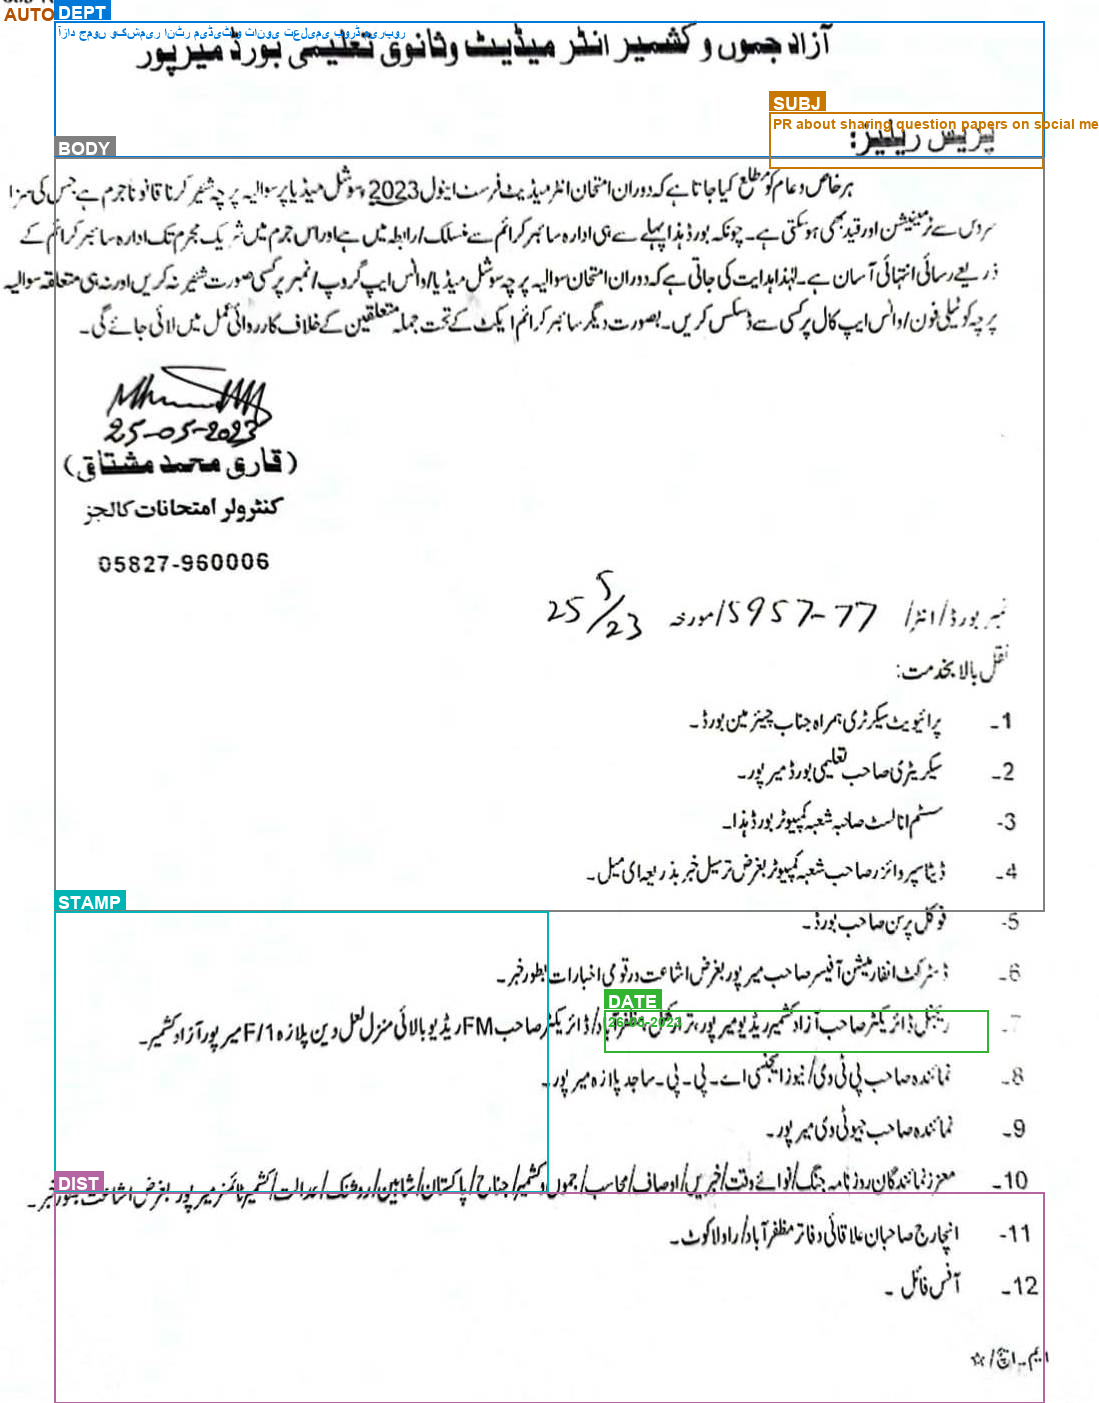 AUTO
DEPT
آزاد جموں وکشمیر انٹر میڈیٹ و ثانوی تعلیمی بورڈ میرپور
آزاد جموں و کشمیر انٹر میڈیٹ وثانوی تعلیمی بورڈ میرپور
SUBJ
PR about sharing question papers on social me
پریس ریلیز:
BODY
ہر خاص و عام کو مطلع کیا جاتا ہے کہ دوران امتحان انٹرمیڈیٹ فرسٹ اینول 2023ء سوشل میڈیا پر سوالیہ پرچہ شیئر کرنا قانوناً جرم ہے جس کی سزا
سروس سے ٹرمینیشن اور قید بھی ہو سکتی ہے۔ چونکہ بورڈ ہذا پہلے سے ہی ادارہ سائبر کرائم سے منسلک/رابطہ میں ہے اور اس جرم میں شریک مجرم تک ادارہ سائبر کرائم کے
ذریعے رسائی انتہائی آسان ہے۔ لہٰذا ہدایت کی جاتی ہے کہ دوران امتحان سوالیہ پرچہ سوشل میڈیا/واٹس ایپ گروپ/نمبر پر کسی صورت شیئر نہ کریں اور نہ ہی متعلقہ سوالیہ
پرچہ کو ٹیلی فون/واٹس ایپ کال پر کسی سے ڈسکس کریں۔ بصورت دیگر سائبر کرائم ایکٹ کے تحت جملہ متعلقین کے خلاف کارروائی عمل میں لائی جائے گی۔
25-05-2023
(قاری محمد مشتاق)
کنٹرولر امتحانات کالجز
05827-960006
نمبر بورڈ/انٹر/ 5957-77/مورخہ 25/5/23
نقل بالا بخدمت:
1۔ پرائیویٹ سیکرٹری ہمراہ جناب چیئرمین بورڈ۔
2۔ سیکریٹری صاحب تعلیمی بورڈ میرپور۔
3- سسٹم انالسٹ صاحبہ شعبہ کمپیوٹر بورڈ ہذا۔
4۔ ڈیٹا سپروائزر صاحب شعبہ کمپیوٹر بغرض ترسیل خبر بذریعہ ای میل۔
STAMP
5- فوکل پرسن صاحب بورڈ۔
6۔ ڈسٹرکٹ انفارمیشن آفیسر صاحب میرپور بغرض اشاعت در قومی اخبارات بطور خبر۔
DATE
26-05-2023
7۔ ریجنل ڈائریکٹر صاحب آزاد کشمیر ریڈیو میرپور، تراڑکھل، مظفرآباد/ڈائریکٹر صاحب FM ریڈیو بالائی منزل لعل دین پلازہ F/1 میرپور آزاد کشمیر۔
8۔ نمائندہ صاحب پی ٹی وی/نیوز ایجنسی اے۔ پی۔ پی۔ ساجد پلازہ میرپور۔
9۔ نمائندہ صاحب جیو ٹی وی میرپور۔
DIST
10۔ معزز نمائندگان روزنامہ جنگ/نوائے وقت/خبریں/اوصاف/محاسب/جموں و کشمیر/جناح/پاکستان/شاہین/ /عدالت/کشمیر ٹائمز میرپور بغرض اشاعت بطور خبر۔
11- انچارج صاحبان علاقائی دفاتر مظفرآباد/راولاکوٹ۔
12۔ آفس فائل ۔
ایم۔ایچ/☆